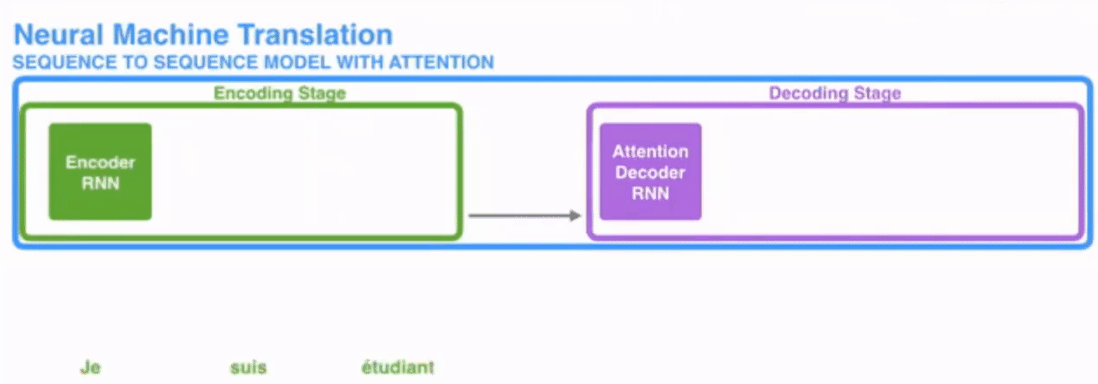 Neural Machine Translation
SEQUENCE TO SEQUENCE MODEL WITH ATTENTION
Encoding Stage
Decoding Stage
Encoder
RNN
Attention
Decoder
RNN
Je suis étudiant